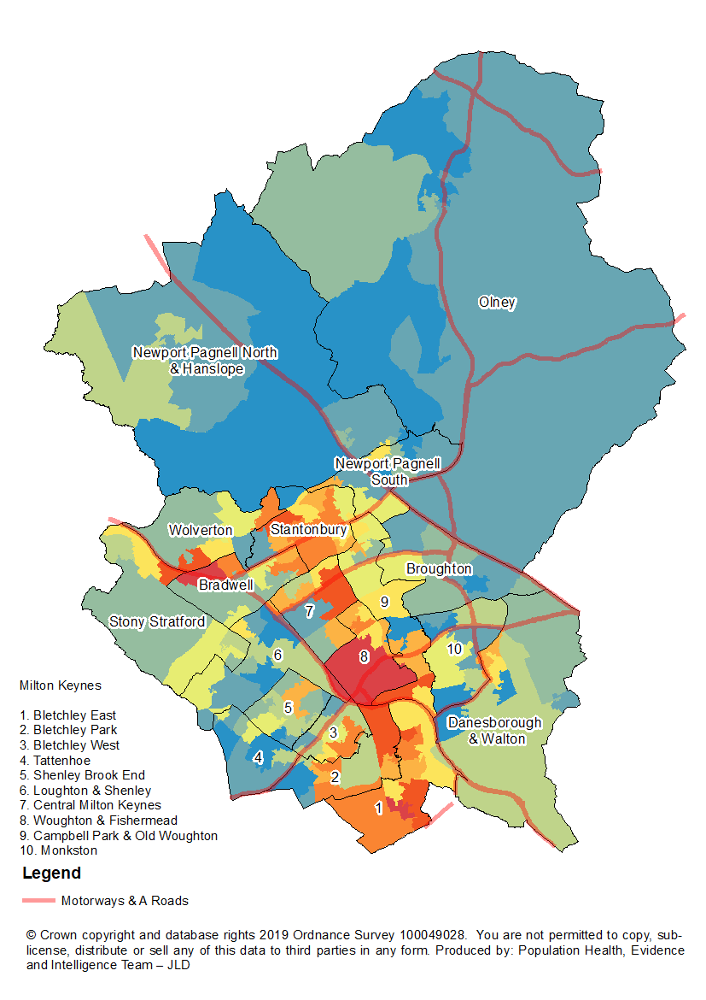 Olney
Newport Pagnell North
& Hanslope
Newport Pagnell
South
Wolverton
Stantonbury
Broughton
Bradwell
7
9
Stony Stratford
6
8
10
5
3
Danesborough
& Walton
4
2
1
Milton Keynes
1. Bletchley East
2. Bletchley Park
3. Bletchley West
4. Tattenhoe
5. Shenley Brook End
6. Loughton & Shenley
7. Central Milton Keynes
8. Woughton & Fishermead
9. Campbell Park & Old Woughton
10. Monkston
Legend
Motorways & A Roads
© Crown copyright and database rights 2019 Ordnance Survey 100049028.  You are not permitted to copy, sub-
license, distribute or sell any of this data to third parties in any form. Produced by: Population Health, Evidence
and Intelligence Team – JLD